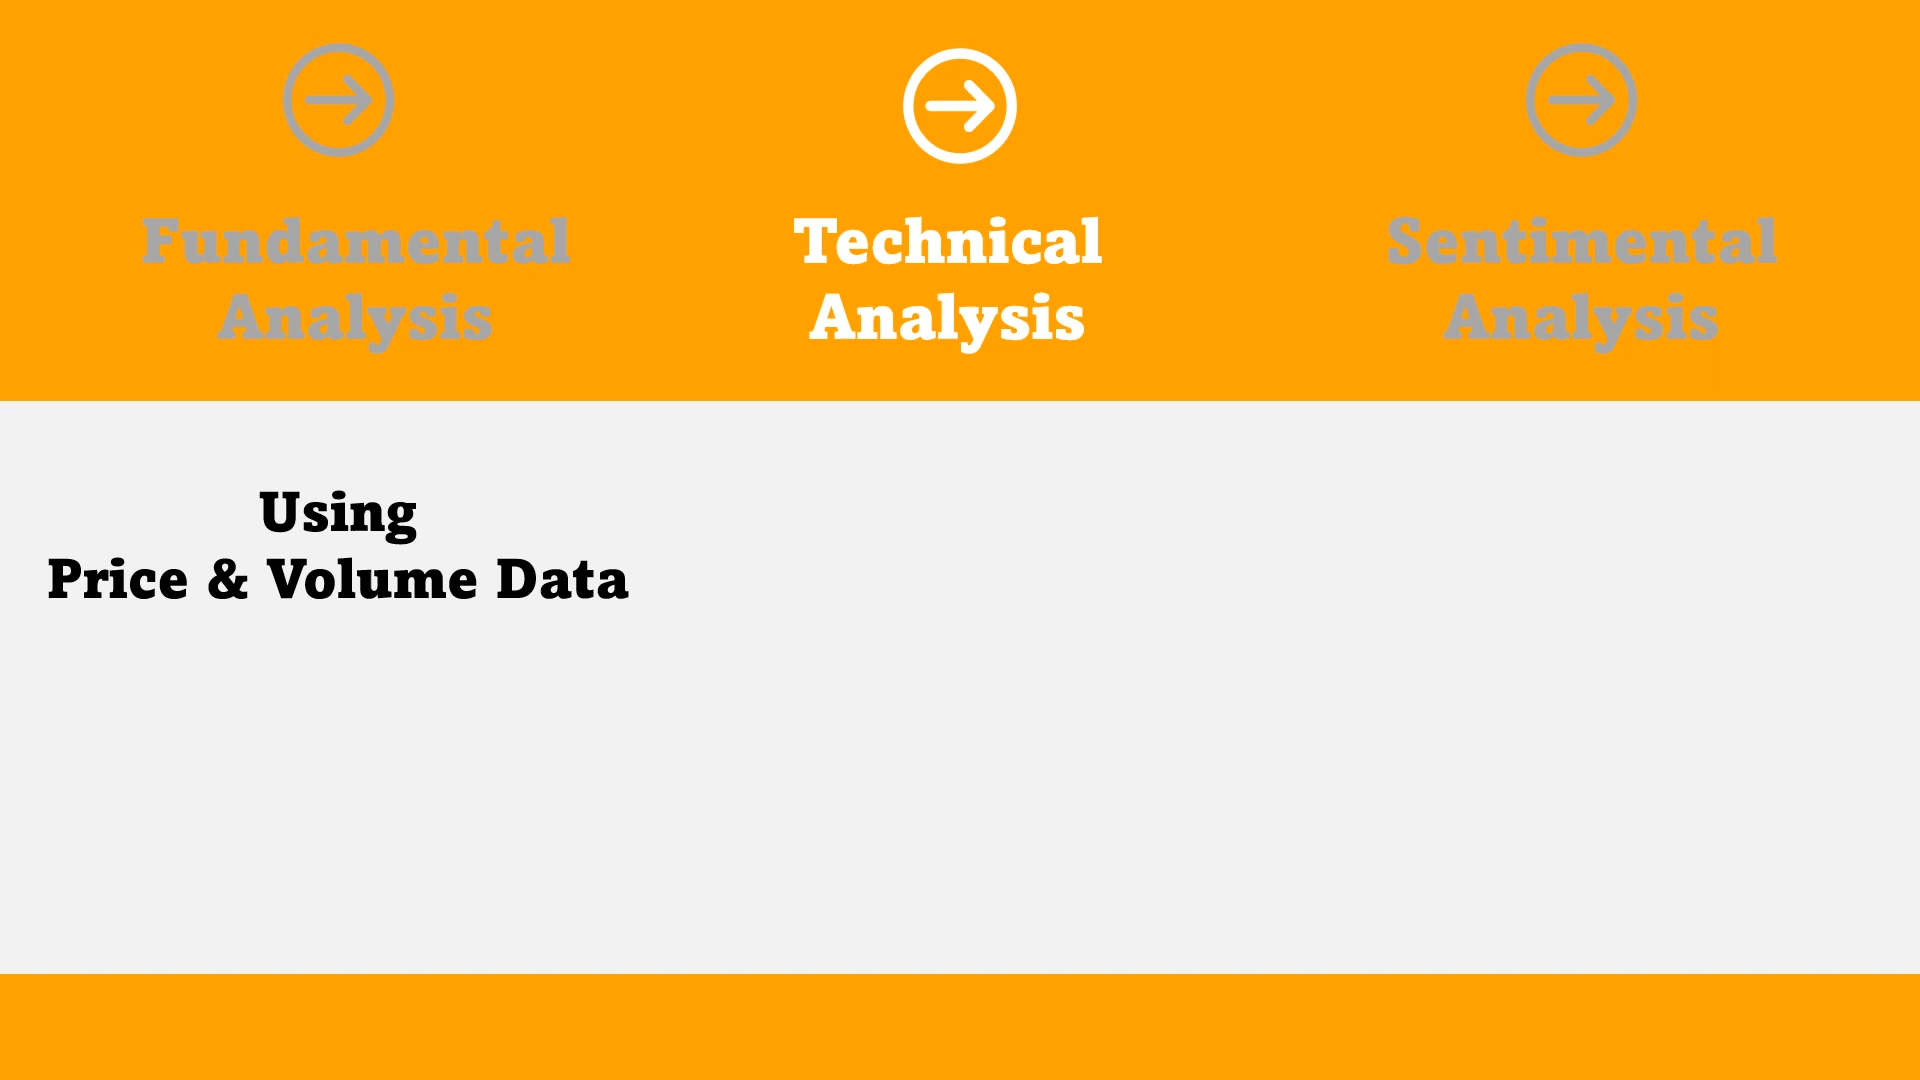 Fundamental
Analysis
Technical
Analysis
Sentimental
Analysis
Using
Price & Volume Data